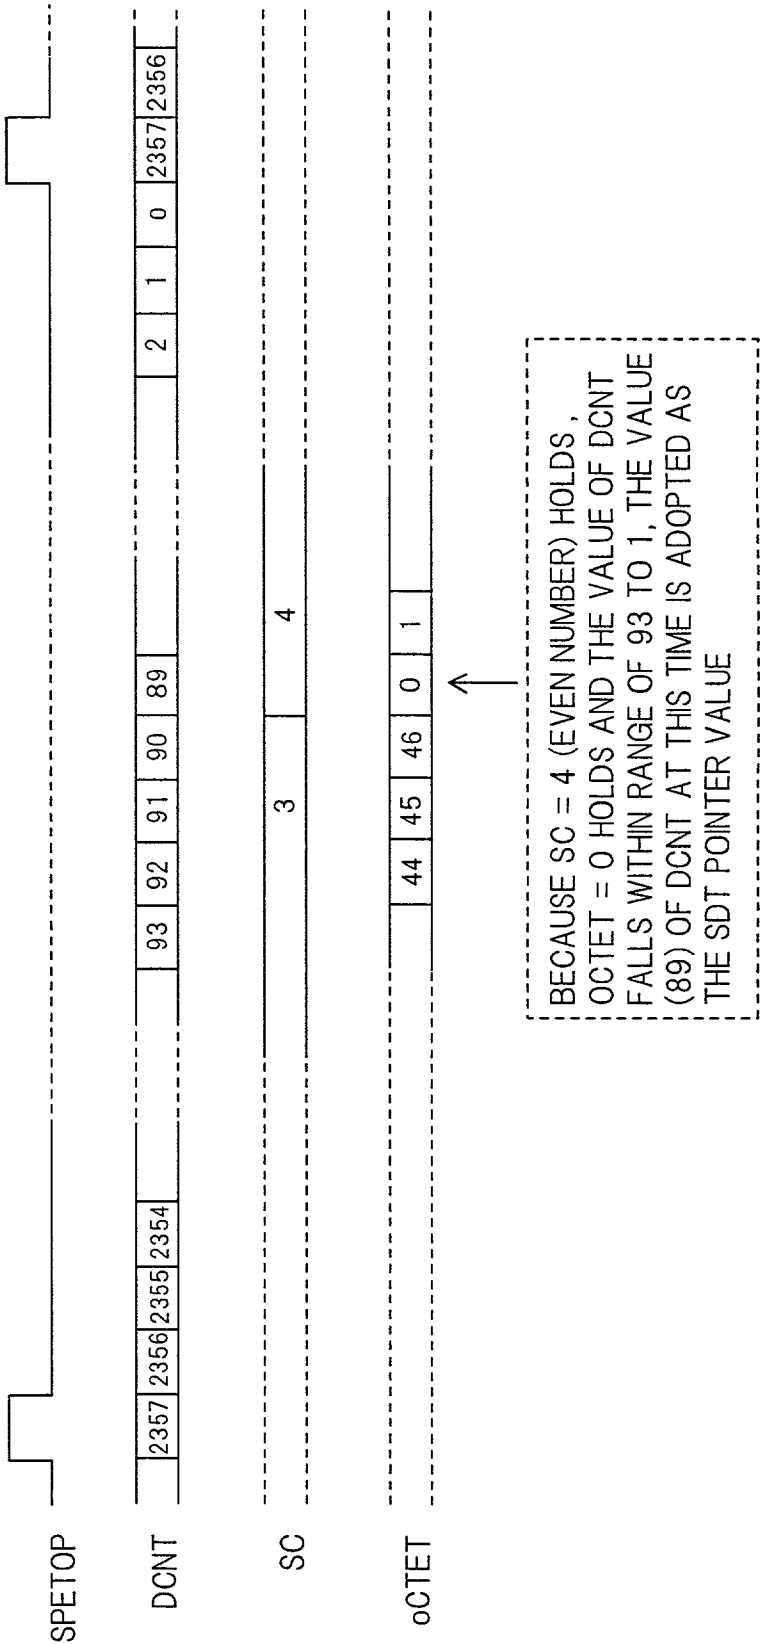 SPETOP
DCNT 2357 2356 2355 2354 93 92 91 90 89 2 1 0 2357 2356
SC 3 4
oCTET 44 45 46 0 1
BECAUSE SC = 4 (EVEN NUMBER) HOLDS ,
OCTET = 0 HOLDS AND THE VALUE OF DCNT
FALLS WITHIN RANGE OF 93 TO 1, THE VALUE
(89) OF DCNT AT THIS TIME IS ADOPTED AS
THE SDT POINTER VALUE